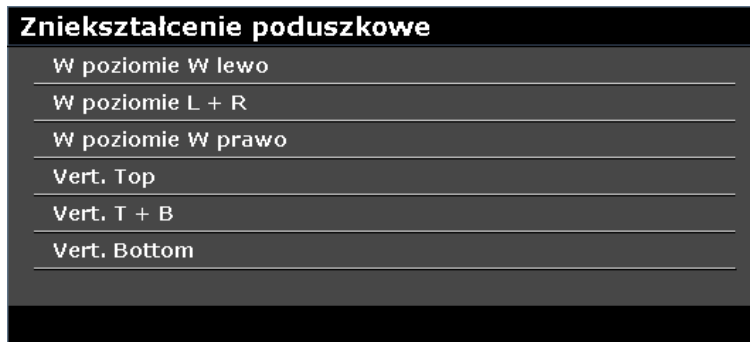 Zniekształcenie poduszkowe
W poziomie W lewo
W poziomie L + R
W poziomie W prawo
Vert. Top
Vert. T + B
Vert. Bottom